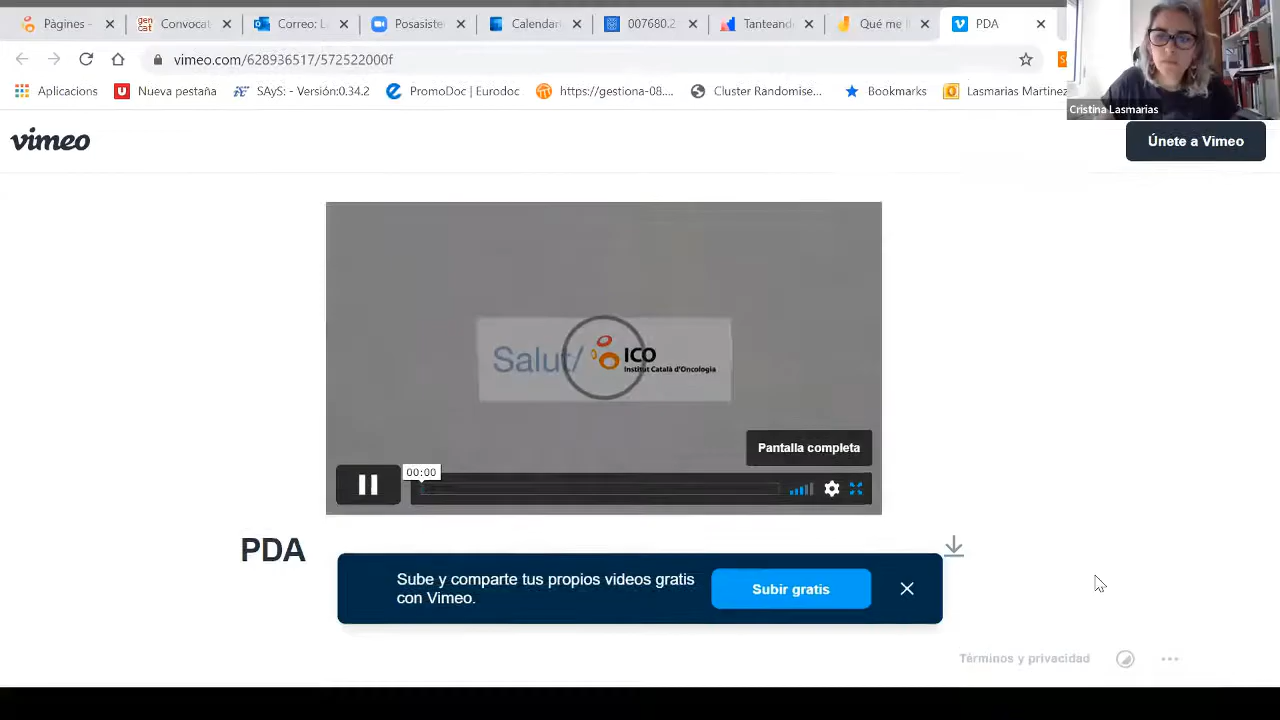 Pàgines -
Convocat
Correo: L
Posasiste
Calendari
007680.2
Tanteand
Qué me l
PDA
vimeo.com/628936517/572522000f
Aplicacions
Nueva pestaña
SAyS: - Versión:0.34.2
PromoDoc | Eurodoc
https://gestiona-08....
Cluster Randomise...
Bookmarks
Lasmarias Martinez
Cristina Lasmarias
vimeo
Únete a Vimeo
Salut/ ICO
Institut Català d'Oncologia
Pantalla completa
00:00
PDA
Sube y comparte tus propios videos gratis
con Vimeo.
Subir gratis
Términos y privacidad